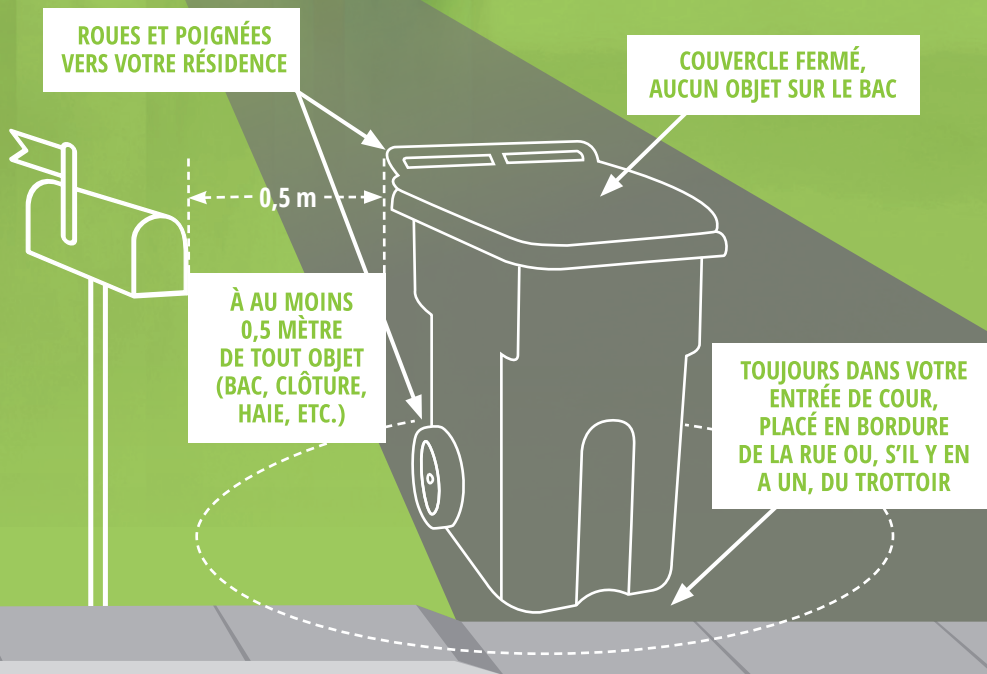 ROUES ET POIGNÉES
VERS VOTRE RÉSIDENCE
COUVERCLE FERMÉ,
AUCUN OBJET SUR LE BAC
0,5 m
À AU MOINS
0,5 MÈTRE
DE TOUT OBJET
(BAC, CLÔTURE,
HAIE, ETC.)
TOUJOURS DANS VOTRE
ENTRÉE DE COUR,
PLACÉ EN BORDURE
DE LA RUE OU, S'IL Y EN
A UN, DU TROTTOIR